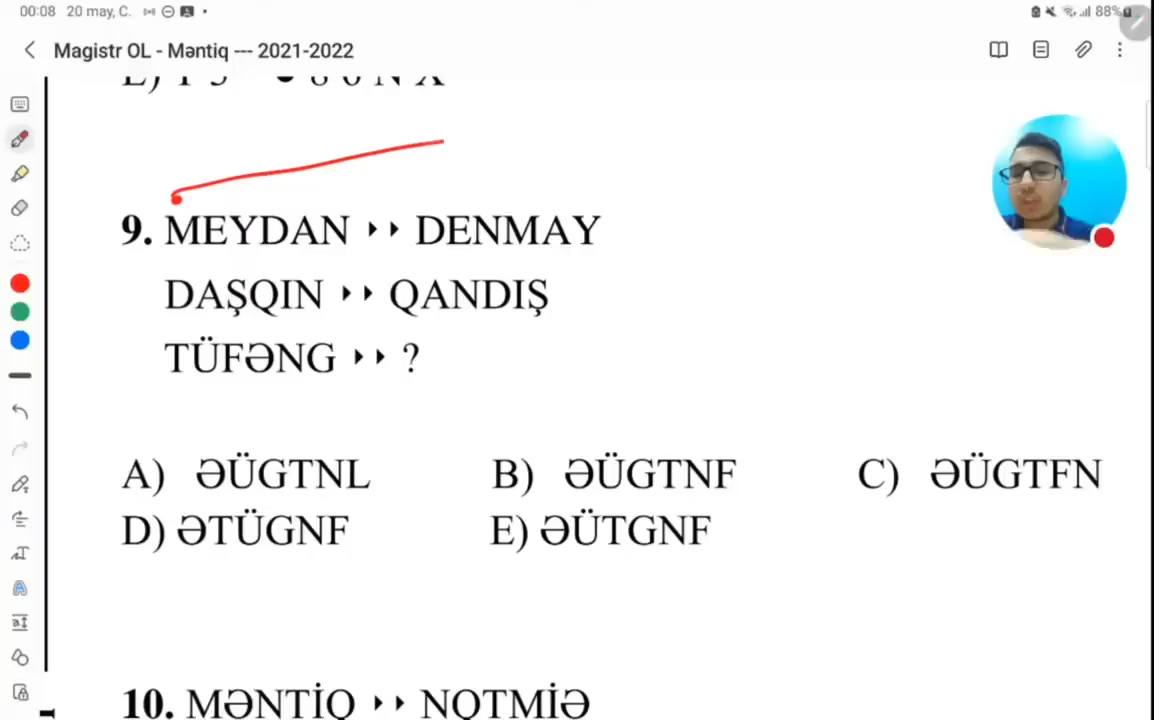 00:08 20 may, C. 88%
Magistr OL - Məntiq --- 2021-2022
9. MEYDAN ‣‣ DENMAY
DAŞQIN ‣‣ QANDIŞ
TÜFƏNG ‣‣ ?
A) ƏÜGTNL B) ƏÜGTNF C) ƏÜGTFN
D) ƏTÜGNF E) ƏÜTGNF
10. MƏNTİQ ‣‣ NQTMİƏ